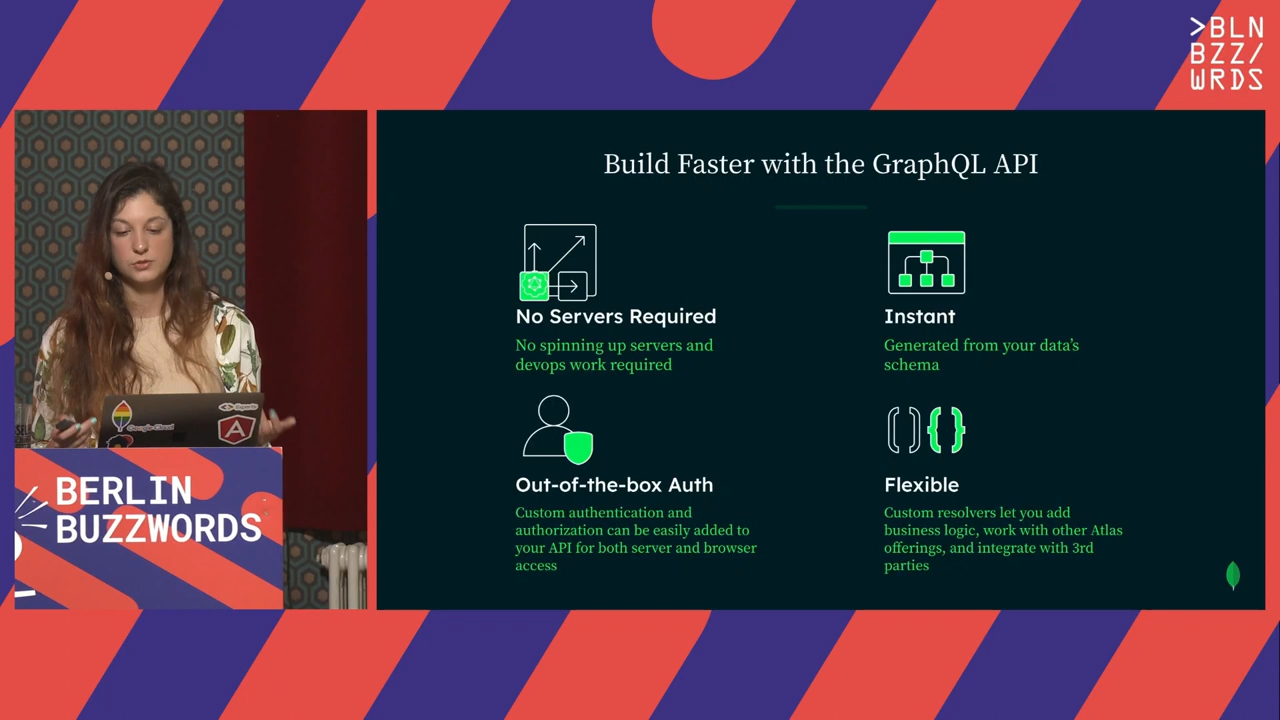 >BLN
BZZ/
WRDS
Build Faster with the GraphQL API
No Servers Required
No spinning up servers and
devops work required
Instant
Generated from your data's
schema
Out-of-the-box Auth
Custom authentication and
authorization can be easily added to
your API for both server and browser
access
Flexible
Custom resolvers let you add
business logic, work with other Atlas
offerings, and integrate with 3rd
parties
Google Cloud
Experts
BERLIN
BUZZWORDS